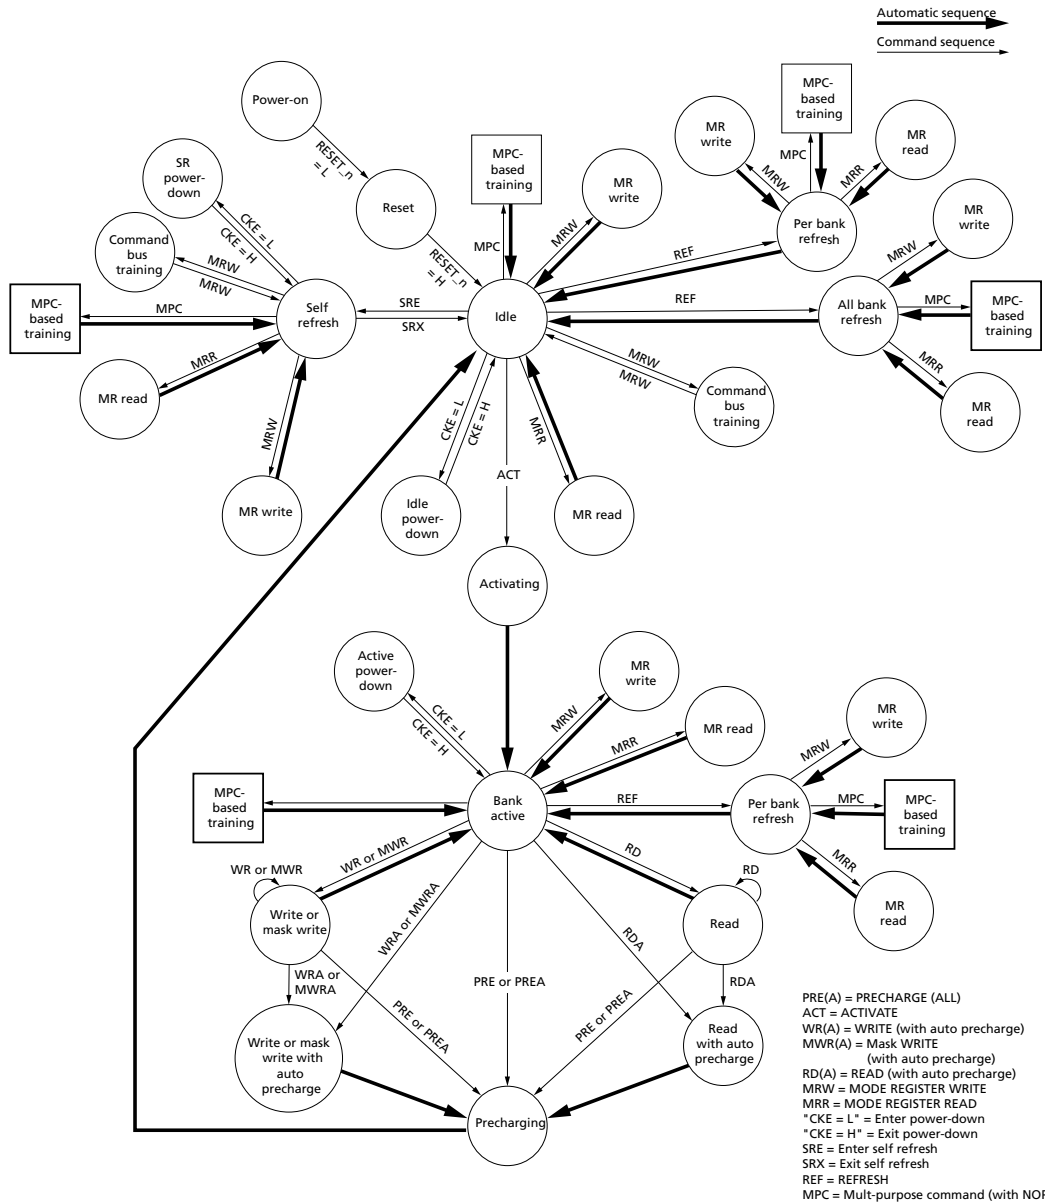 Automatic sequence
Command sequence
Power-on
RESET_n
= L
Reset
RESET_n
= H
SR
power-
down
CKE = L
CKE = H
Command
bus
training
MRW
MRW
MPC-
based
training
MPC
Self
refresh
MRR
MR read
MRW
MR write
SRE
SRX
Idle
MPC-
based
training
MPC
MR
write
MRW
REF
MR
write
MRW
MPC-
based
training
MPC
MR
read
MRR
Per bank
refresh
REF
All bank
refresh
MR
write
MRW
MPC
MPC-
based
training
MRR
MR
read
MRW
MRW
Command
bus
training
CKE = L
CKE = H
Idle
power-
down
MRR
MR read
ACT
Activating
Active
power-
down
CKE = L
CKE = H
MR
write
MRW
MR read
MRR
MPC-
based
training
Bank
active
REF
Per bank
refresh
MR
write
MRW
MPC
MPC-
based
training
MRR
MR
read
WR or MWR
WR or MWR
Write or
mask write
WRA or
MWRA
WRA or MWRA
PRE or PREA
Write or mask
write with
auto
precharge
PRE or PREA
RD
RD
Read
RDA
RDA
PRE or PREA
Read
with auto
precharge
Precharging
PRE(A) = PRECHARGE (ALL)
ACT = ACTIVATE
WR(A) = WRITE (with auto precharge)
MWR(A) = Mask WRITE
(with auto precharge)
RD(A) = READ (with auto precharge)
MRW = MODE REGISTER WRITE
MRR = MODE REGISTER READ
"CKE = L" = Enter power-down
"CKE = H" = Exit power-down
SRE = Enter self refresh
SRX = Exit self refresh
REF = REFRESH
MPC = Mult-purpose command (with